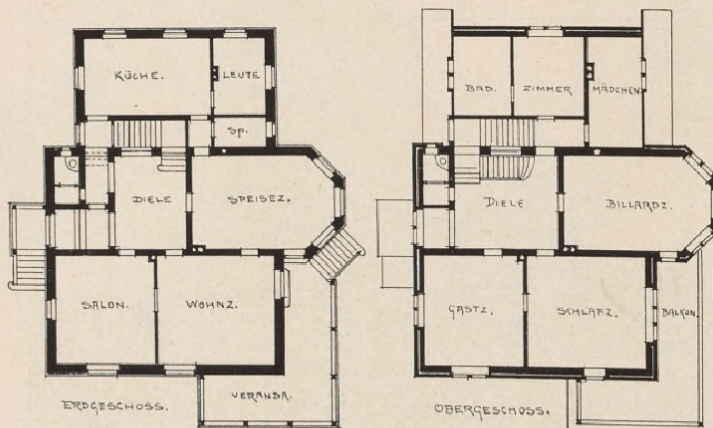 KÜCHE.
LEUTE
Sp.
DIELE
SPEISEZ.
SALON.
WOHNZ.
VERANDA.
ERDGESCHOSS.
BAD.
ZIMMER
MÄDCHEN.
DIELE
BILLARDZ.
GASTZ.
SCHLAFZ.
BALKON.
OBERGESCHOSS.